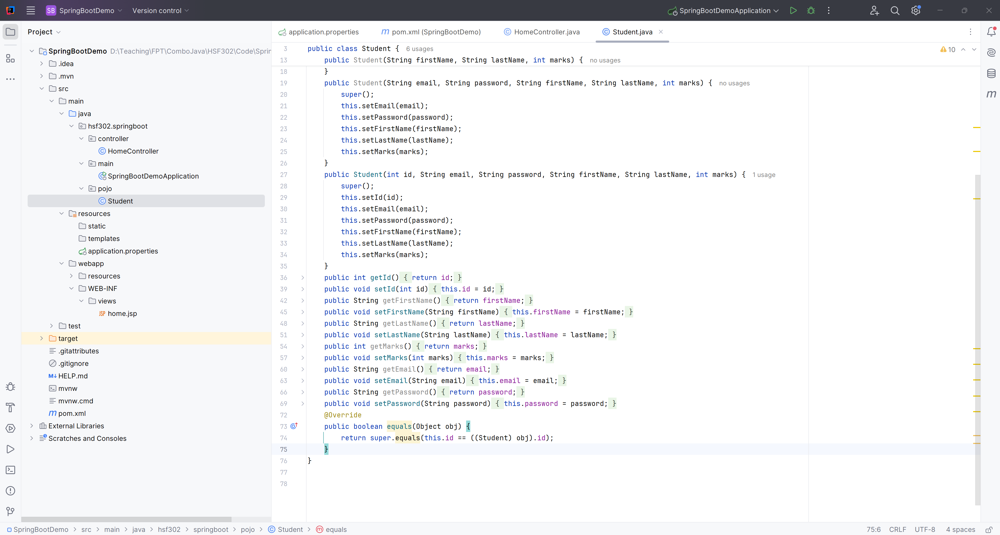 SB SpringBootDemo Version control SpringBootDemoApplication
Project
SpringBootDemo D:\Teaching\FPT\ComboJava\HSF302\Code\Sprin
.idea
.mvn
src
main
java
hsf302.springboot
controller
HomeController
main
SpringBootDemoApplication
pojo
Student
resources
static
templates
application.properties
webapp
resources
WEB-INF
views
JSP home.jsp
test
target
.gitattributes
.gitignore
M↓ HELP.md
mvnw
mvnw.cmd
m pom.xml
External Libraries
Scratches and Consoles
application.properties m pom.xml (SpringBootDemo) HomeController.java Student.java
10
3 public class Student { 6 usages
13 public Student(String firstName, String lastName, int marks) { no usages
18 }
19 public Student(String email, String password, String firstName, String lastName, int marks) { no usages
20 super();
21 this.setEmail(email);
22 this.setPassword(password);
23 this.setFirstName(firstName);
24 this.setLastName(lastName);
25 this.setMarks(marks);
26 }
27 public Student(int id, String email, String password, String firstName, String lastName, int marks) { 1 usage
28 super();
29 this.setId(id);
30 this.setEmail(email);
31 this.setPassword(password);
32 this.setFirstName(firstName);
33 this.setLastName(lastName);
34 this.setMarks(marks);
35 }
36 public int getId() { return id; }
39 public void setId(int id) { this.id = id; }
42 public String getFirstName() { return firstName; }
45 public void setFirstName(String firstName) { this.firstName = firstName; }
48 public String getLastName() { return lastName; }
51 public void setLastName(String lastName) { this.lastName = lastName; }
54 public int getMarks() { return marks; }
57 public void setMarks(int marks) { this.marks = marks; }
60 public String getEmail() { return email; }
63 public void setEmail(String email) { this.email = email; }
66 public String getPassword() { return password; }
69 public void setPassword(String password) { this.password = password; }
72 @Override
73 public boolean equals(Object obj) {
74 return super.equals(this.id == ((Student) obj).id);
75 }
76 }
77
78
m
SpringBootDemo > src > main > java > hsf302 > springboot > pojo > Student > equals 75:6 CRLF UTF-8 4 spaces